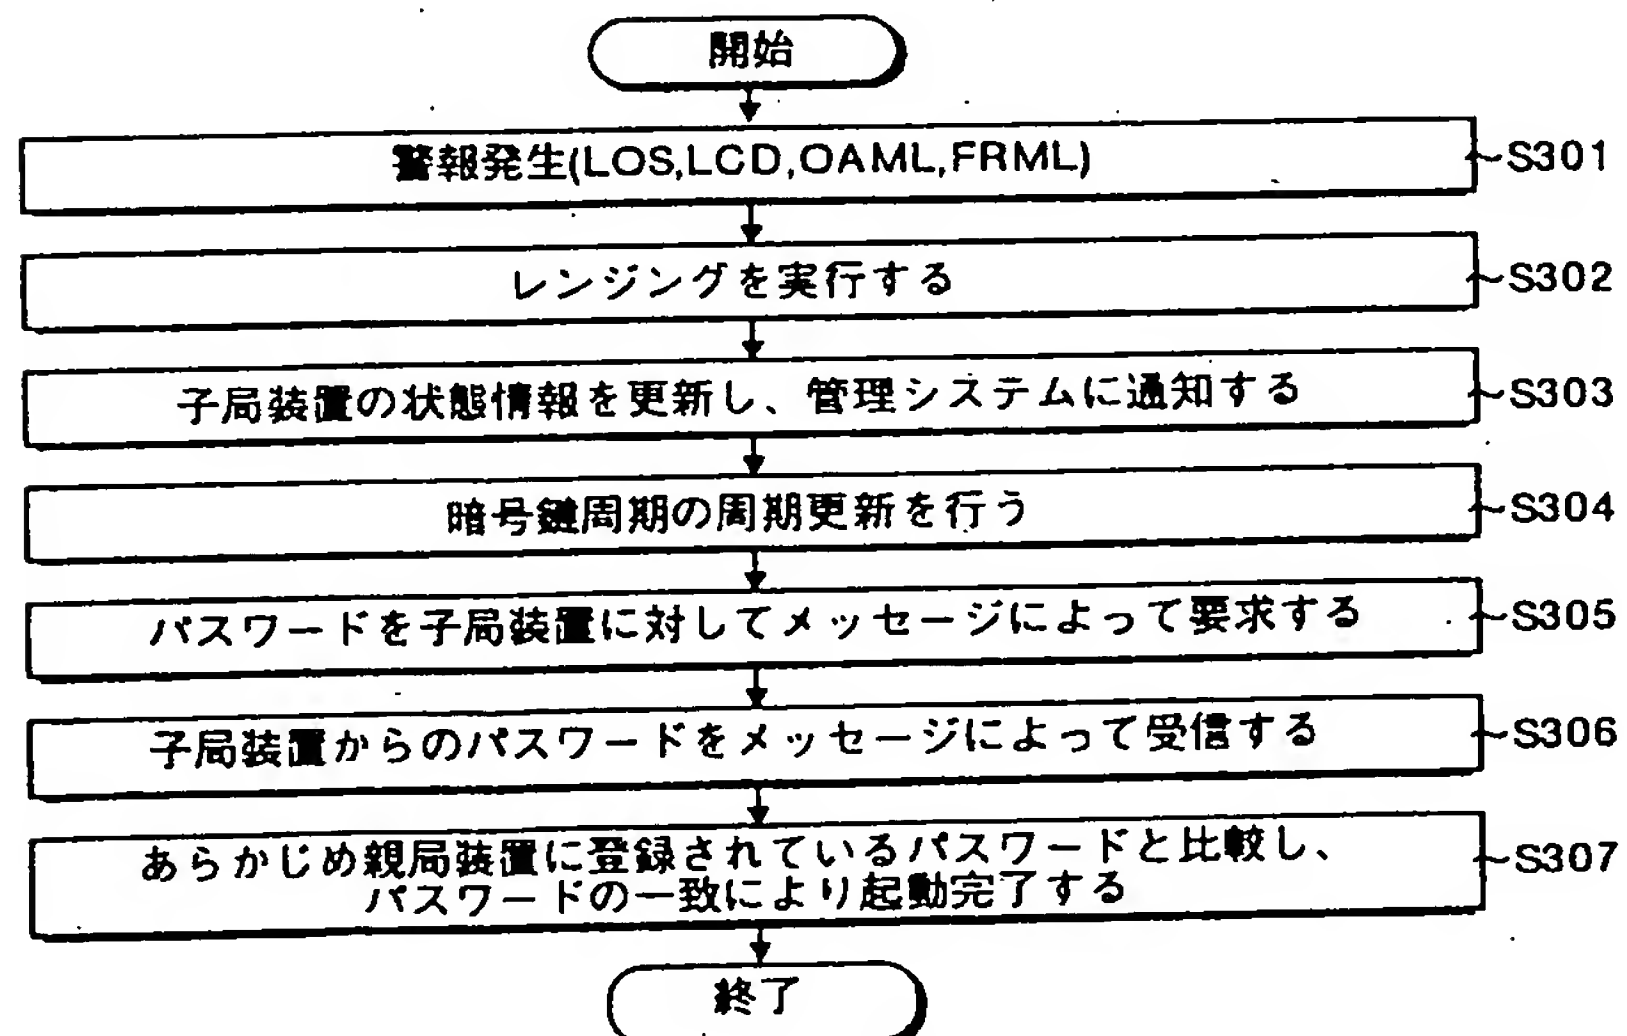 開始
警報発生(LOS,LCD,OAML,FRML)
S301
レンジングを実行する
S302
子局装置の状態情報を更新し、管理システムに通知する
S303
暗号鍵周期の周期更新を行う
S304
パスワードを子局装置に対してメッセージによって要求する
S305
子局装置からのパスワードをメッセージによって受信する
S306
あらかじめ親局装置に登録されているパスワードと比較し、
パスワードの一致により起動完了する
S307
終了